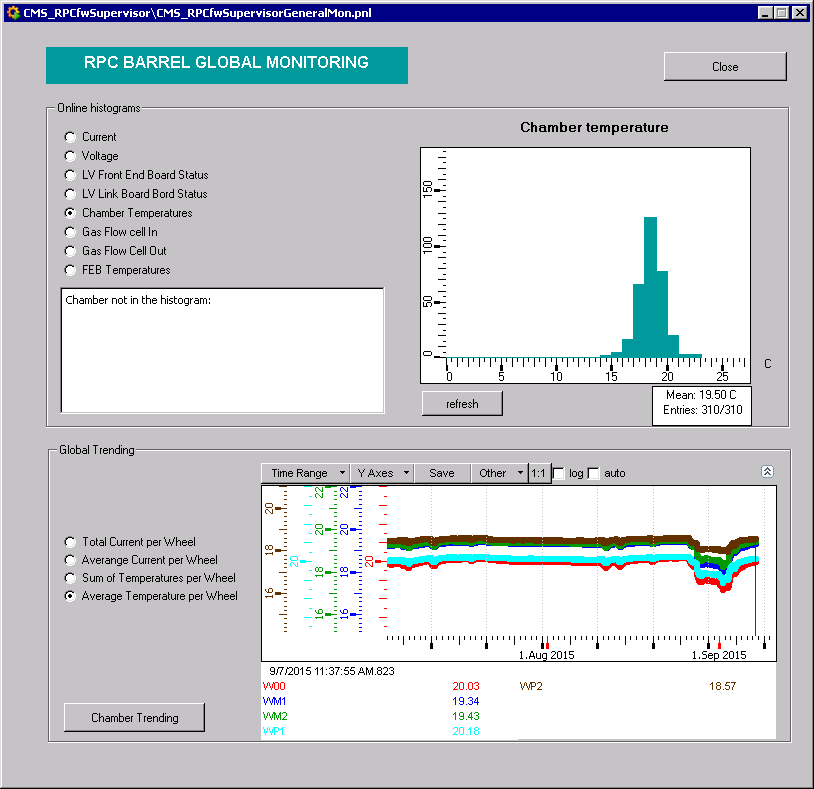 CMS_RPCfwSupervisor\CMS_RPCfwSupervisorGeneralMon.pnl
RPC BARREL GLOBAL MONITORING
Close
Online histograms
Current
Voltage
LV Front End Board Status
LV Link Board Bord Status
Chamber Temperatures
Gas Flow cell In
Gas Flow Cell Out
FEB Temperatures
Chamber not in the histogram:
Chamber temperature
150
100
50
0
0 5 10 15 20 25
C
refresh
Mean: 19.50 C
Entries: 310/310
Global Trending
Time Range Y Axes Save Other 1:1 log auto
Total Current per Wheel
Averange Current per Wheel
Sum of Temperatures per Wheel
Average Temperature per Wheel
20 18 16
20
22 20 18 16
22 20 18 16
20
1.Aug 2015 1.Sep 2015
9/7/2015 11:37:55 AM.823
W00 20.03 WP2 18.57
WM1 19.34
WM2 19.43
WP1 20.18
Chamber Trending